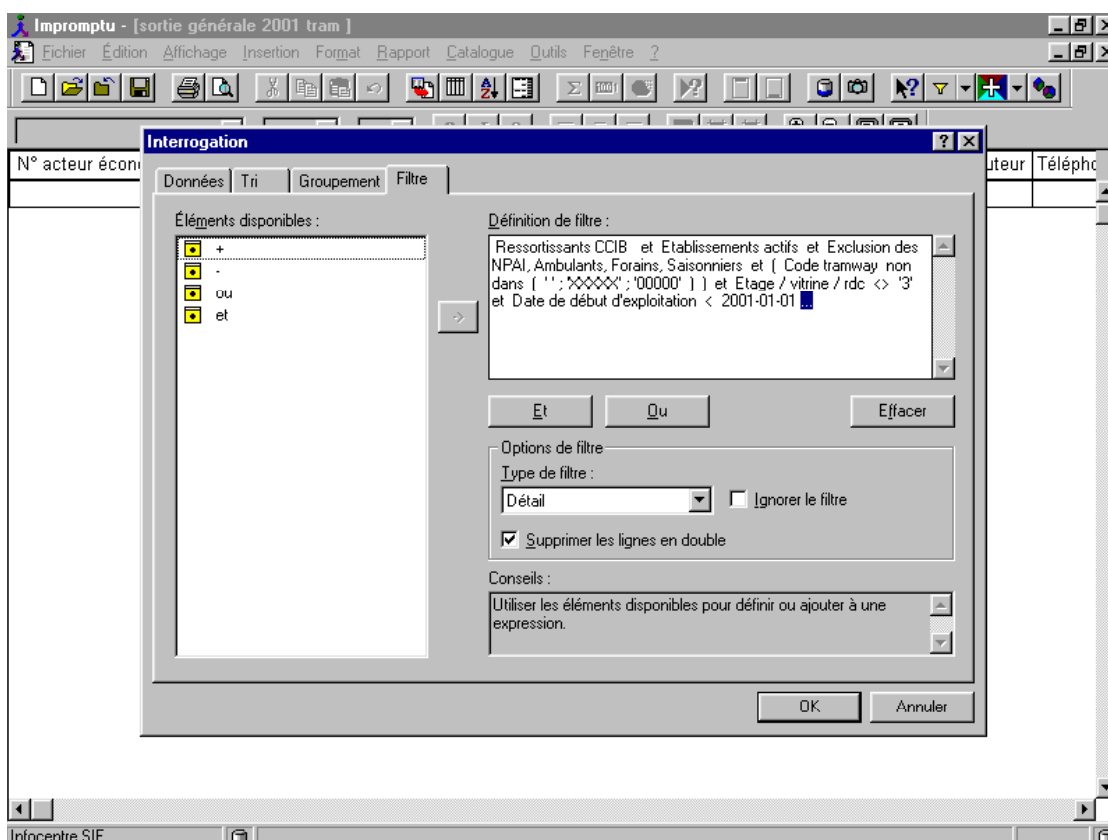 Impromptu - [sortie générale 2001 tram ]
Fichier Édition Affichage Insertion Format Rapport Catalogue Outils Fenêtre ?
N° acteur écon
uteur Téléph
Interrogation
Données Tri Groupement Filtre
Éléments disponibles :
+
-
ou
et
Définition de filtre :
Ressortissants CCIB et Etablissements actifs et Exclusion des
NPAI, Ambulants, Forains, Saisonniers et ( Code tramway non
dans ( ' ' ; 'XXXXX' ; '00000' ) ) et Etage / vitrine / rdc <> '3'
et Date de début d'exploitation < 2001-01-01 ...
Et Ou Effacer
Options de filtre
Type de filtre :
Détail Ignorer le filtre
Supprimer les lignes en double
Conseils :
Utiliser les éléments disponibles pour définir ou ajouter à une
expression.
OK Annuler
Infocentre SIE